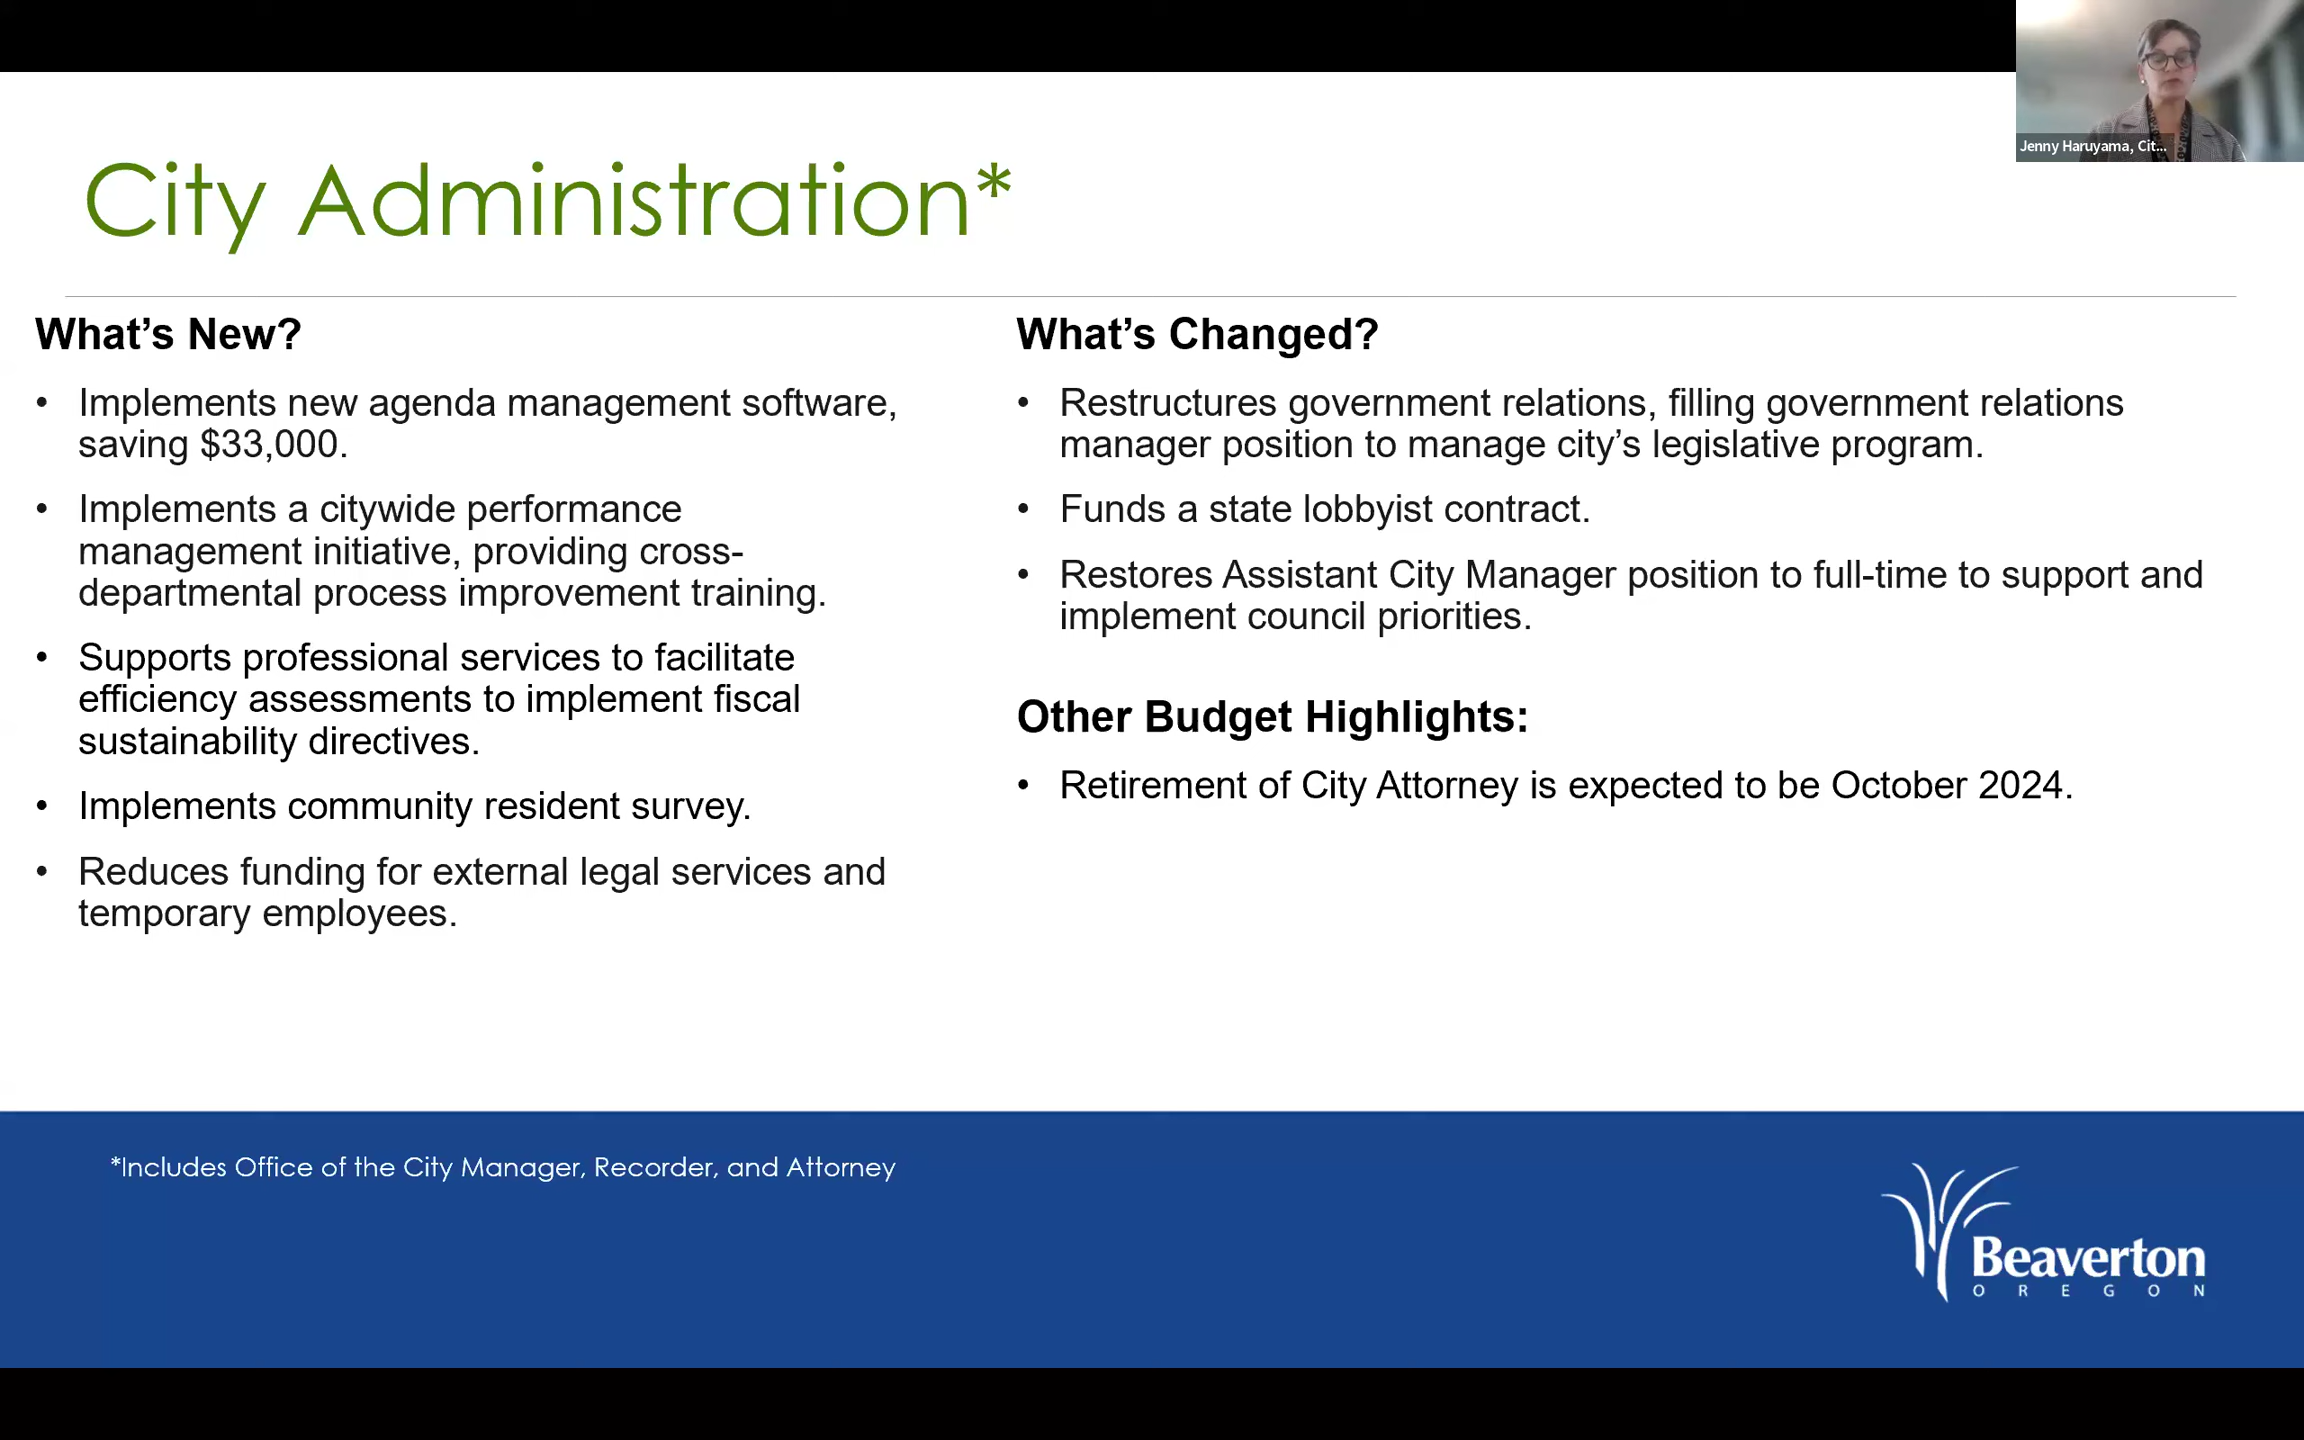 Jenny Haruyama, Cit...
City Administration*
What’s New?
• Implements new agenda management software,
saving $33,000.
• Implements a citywide performance
management initiative, providing cross-
departmental process improvement training.
• Supports professional services to facilitate
efficiency assessments to implement fiscal
sustainability directives.
• Implements community resident survey.
• Reduces funding for external legal services and
temporary employees.
What’s Changed?
• Restructures government relations, filling government relations
manager position to manage city’s legislative program.
• Funds a state lobbyist contract.
• Restores Assistant City Manager position to full-time to support and
implement council priorities.
Other Budget Highlights:
• Retirement of City Attorney is expected to be October 2024.
*Includes Office of the City Manager, Recorder, and Attorney
Beaverton
OREGON